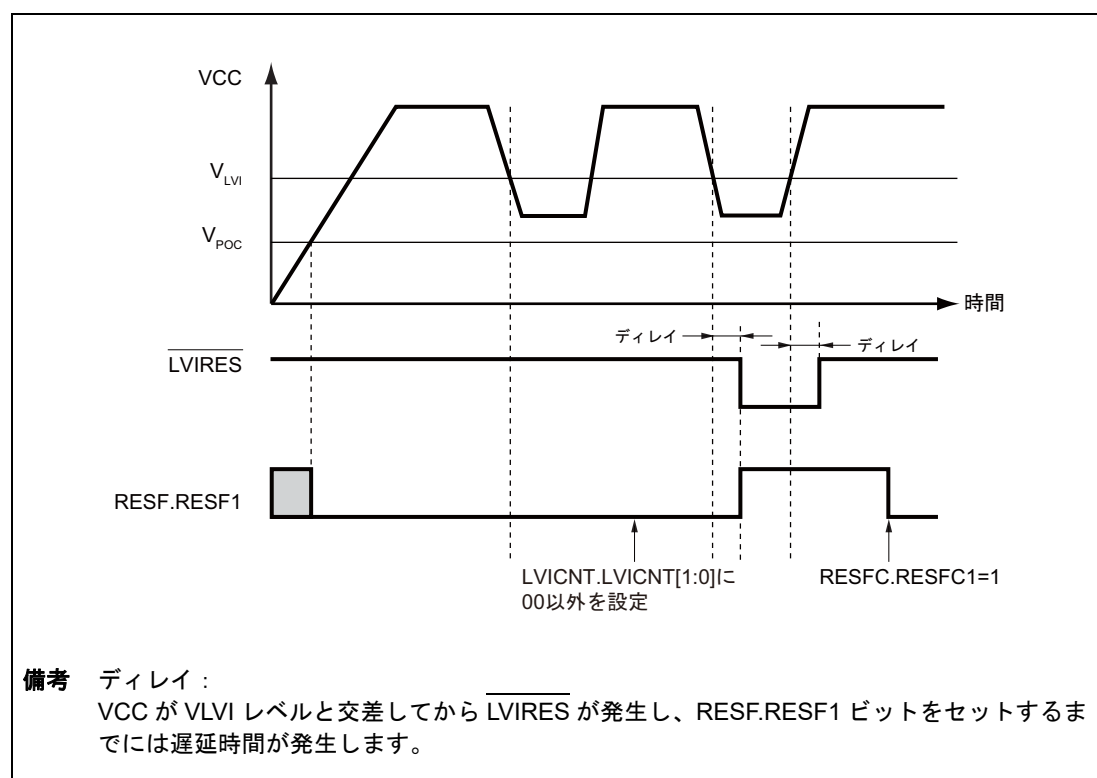 VCC
VLVI
VPOC
時間
ディレイ
ディレイ
LVIRES
RESF.RESF1
LVICNT.LVICNT[1:0]に
00以外を設定
RESFC.RESFC1=1
備考 ディレイ：
VCC が VLVI レベルと交差してから LVIRES が発生し、RESF.RESF1 ビットをセットするま
でには遅延時間が発生します。